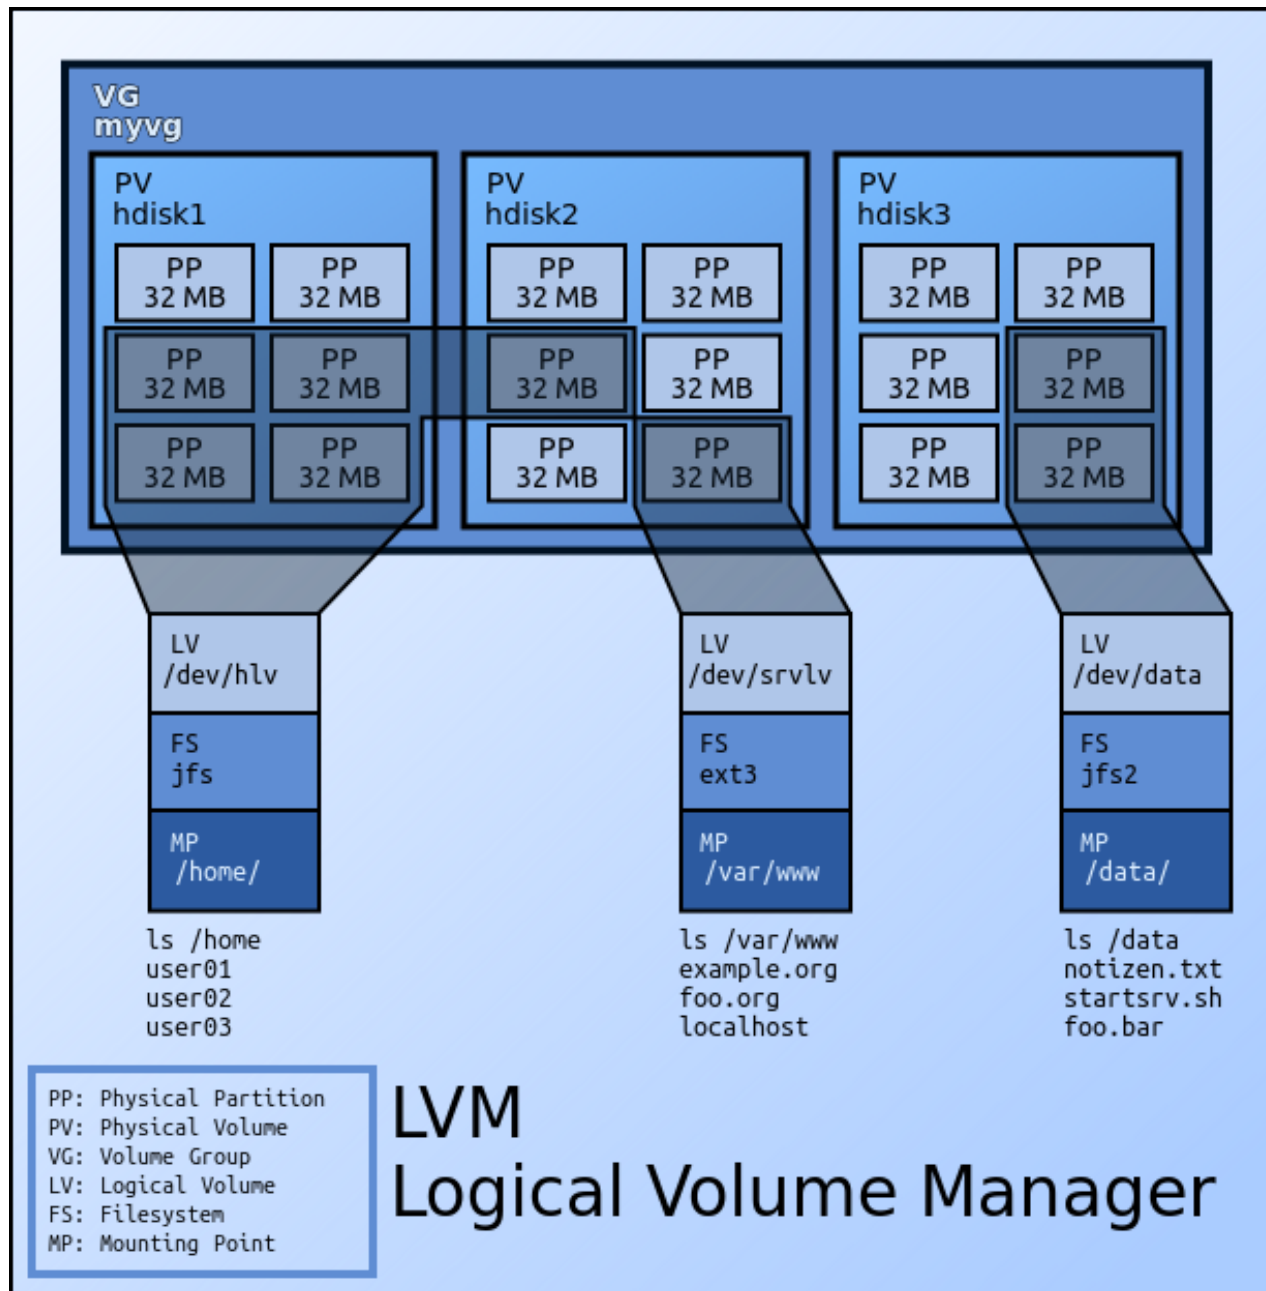 VG
myvg
PV
hdisk1
PP
32 MB
PP
32 MB
PP
32 MB
PP
32 MB
PP
32 MB
PP
32 MB
PV
hdisk2
PP
32 MB
PP
32 MB
PP
32 MB
PP
32 MB
PP
32 MB
PP
32 MB
PV
hdisk3
PP
32 MB
PP
32 MB
PP
32 MB
PP
32 MB
PP
32 MB
PP
32 MB
LV
/dev/hlv
FS
jfs
MP
/home/
ls /home
user01
user02
user03
LV
/dev/srvlv
FS
ext3
MP
/var/www
ls /var/www
example.org
foo.org
localhost
LV
/dev/data
FS
jfs2
MP
/data/
ls /data
notizen.txt
startsrv.sh
foo.bar
PP: Physical Partition
PV: Physical Volume
VG: Volume Group
LV: Logical Volume
FS: Filesystem
MP: Mounting Point
LVM
Logical Volume Manager